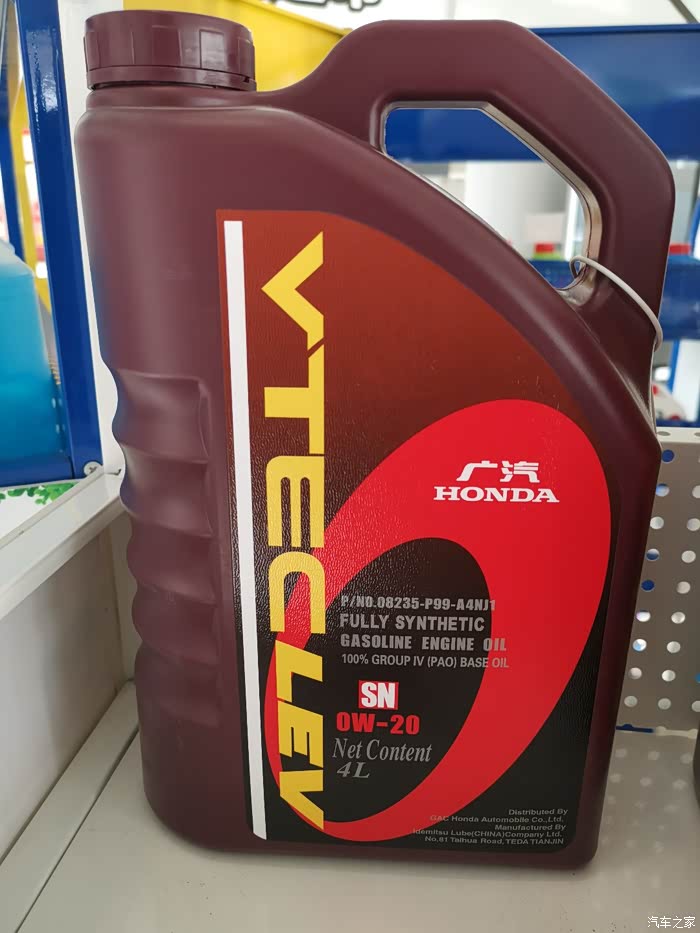 VTEC LEV
广汽
HONDA
P/NO.08235-P99-A4NJ1
FULLY SYNTHETIC
GASOLINE ENGINE OIL
100% GROUP IV (PAO) BASE OIL
SN
0W-20
Net Content
4L
Distributed By
GAC Honda Automobile Co.,Ltd.
Manufactured By
Idemitsu Lube(CHINA)Company Ltd.
No.81 Taihua Road, TEDA TIANJIN
汽车之家